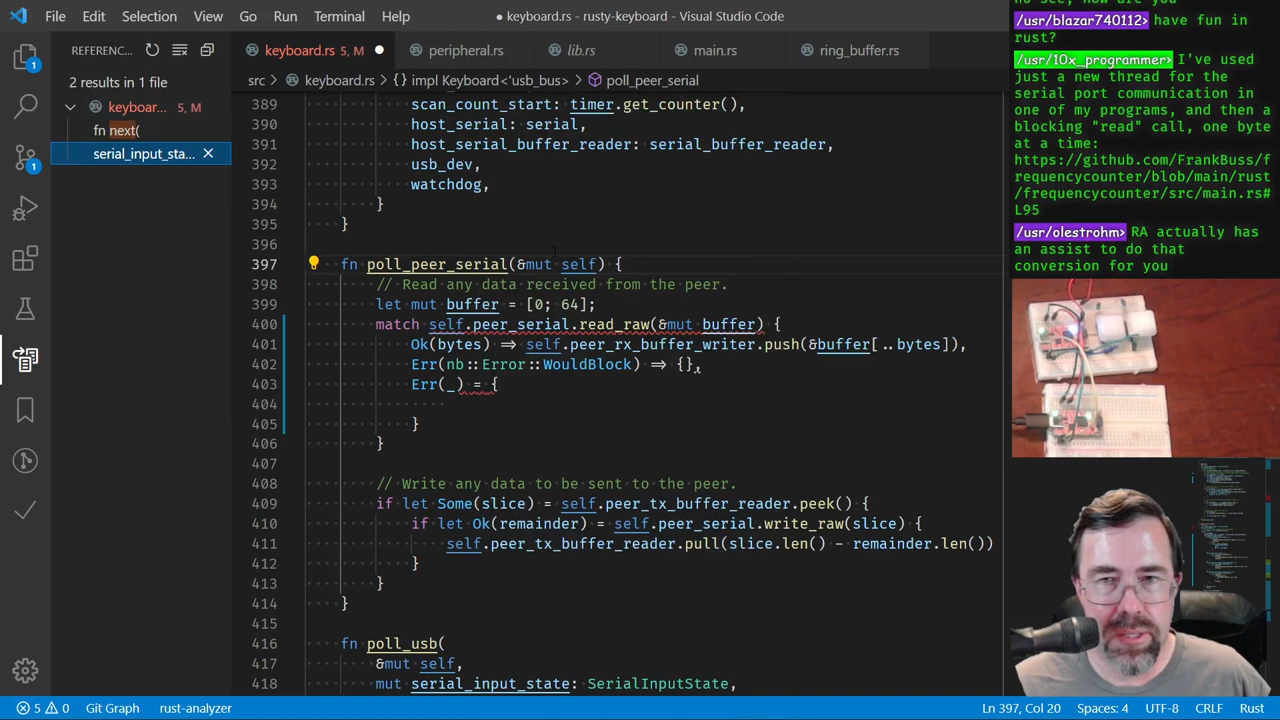 File Edit Selection View Go Run Terminal Help
● keyboard.rs - rusty-keyboard - Visual Studio Code
REFERENC...
2 results in 1 file
keyboar... 5, M
fn next(
serial_input_sta...
1
1
keyboard.rs 5, M ●
peripheral.rs
lib.rs
main.rs
ring_buffer.rs
src > keyboard.rs > {} impl Keyboard<'usb_bus> > poll_peer_serial
389 scan_count_start: timer.get_counter(),
390 host_serial: serial,
391 host_serial_buffer_reader: serial_buffer_reader,
392 usb_dev,
393 watchdog,
394 }
395 }
396
397 fn poll_peer_serial(&mut self) {
398 // Read any data received from the peer.
399 let mut buffer = [0; 64];
400 match self.peer_serial.read_raw(&mut buffer) {
401 Ok(bytes) => self.peer_rx_buffer_writer.push(&buffer[..bytes]),
402 Err(nb::Error::WouldBlock) => {},
403 Err(_) = {
404
405 }
406 }
407
408 // Write any data to be sent to the peer.
409 if let Some(slice) = self.peer_tx_buffer_reader.peek() {
410 if let Ok(remainder) = self.peer_serial.write_raw(slice) {
411 self.peer_tx_buffer_reader.pull(slice.len() - remainder.len())
412 }
413 }
414 }
415
416 fn poll_usb(
417 &mut self,
418 mut serial_input_state: SerialInputState,
no see, how are you
/usr/blazar740112> have fun in
rust?
/usr/10x_programmer> I've used
just a new thread for the
serial port communication in
one of my programs, and then a
blocking "read" call, one byte
at a time:
https://github.com/FrankBuss/f
requencycounter/blob/main/rust
/frequencycounter/src/main.rs#
L95
/usr/olestrohm> RA actually has
an assist to do that
conversion for you
5 0 Git Graph rust-analyzer
Ln 397, Col 20 Spaces: 4 UTF-8 CRLF Rust